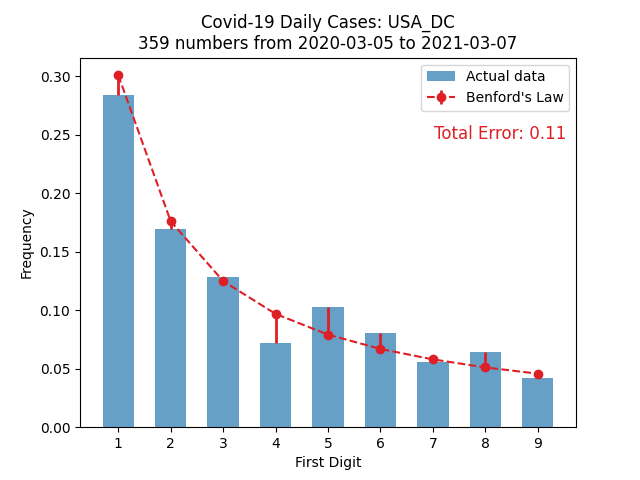 Covid-19 Daily Cases: USA_DC
359 numbers from 2020-03-05 to 2021-03-07
Actual data
Benford's Law
Total Error: 0.11
Frequency
0.30
0.25
0.20
0.15
0.10
0.05
0.00
1 2 3 4 5 6 7 8 9
First Digit